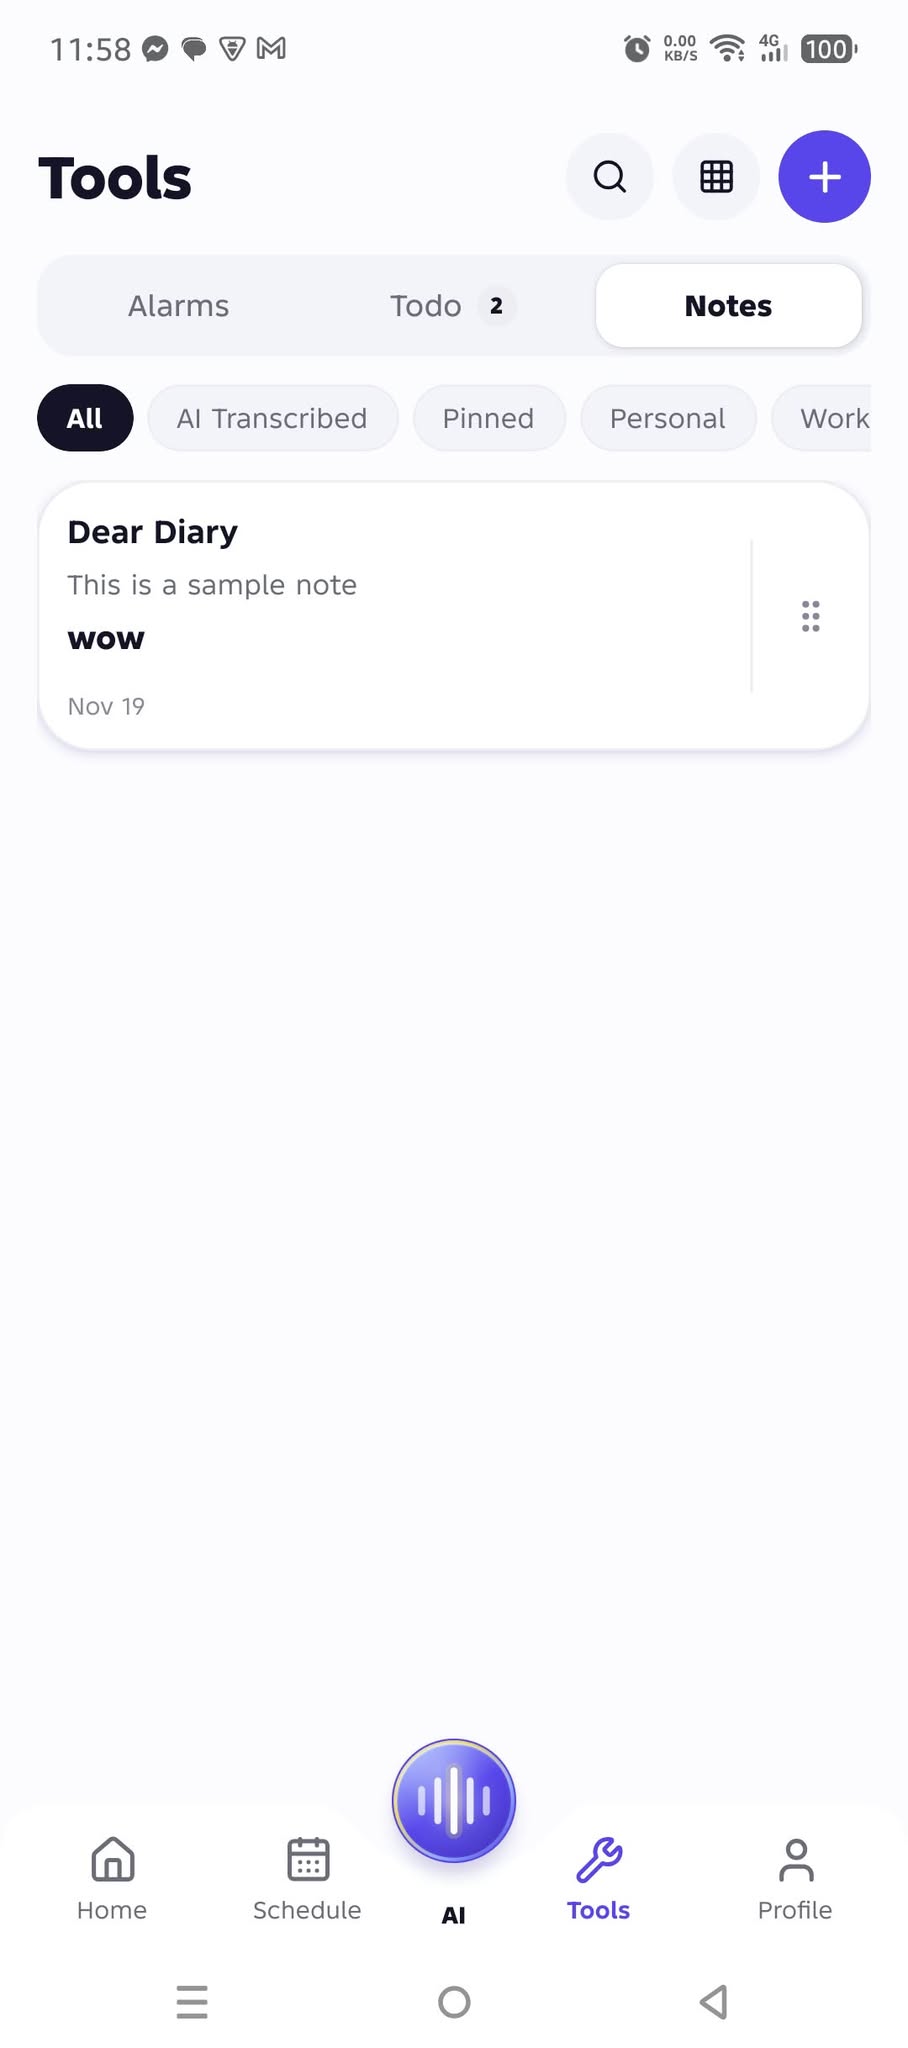 11:58
0.00
KB/S
4G
100
Tools
Alarms
Todo 2
Notes
All
AI Transcribed
Pinned
Personal
Work
Dear Diary
This is a sample note
wow
Nov 19
Home
Schedule
AI
Tools
Profile